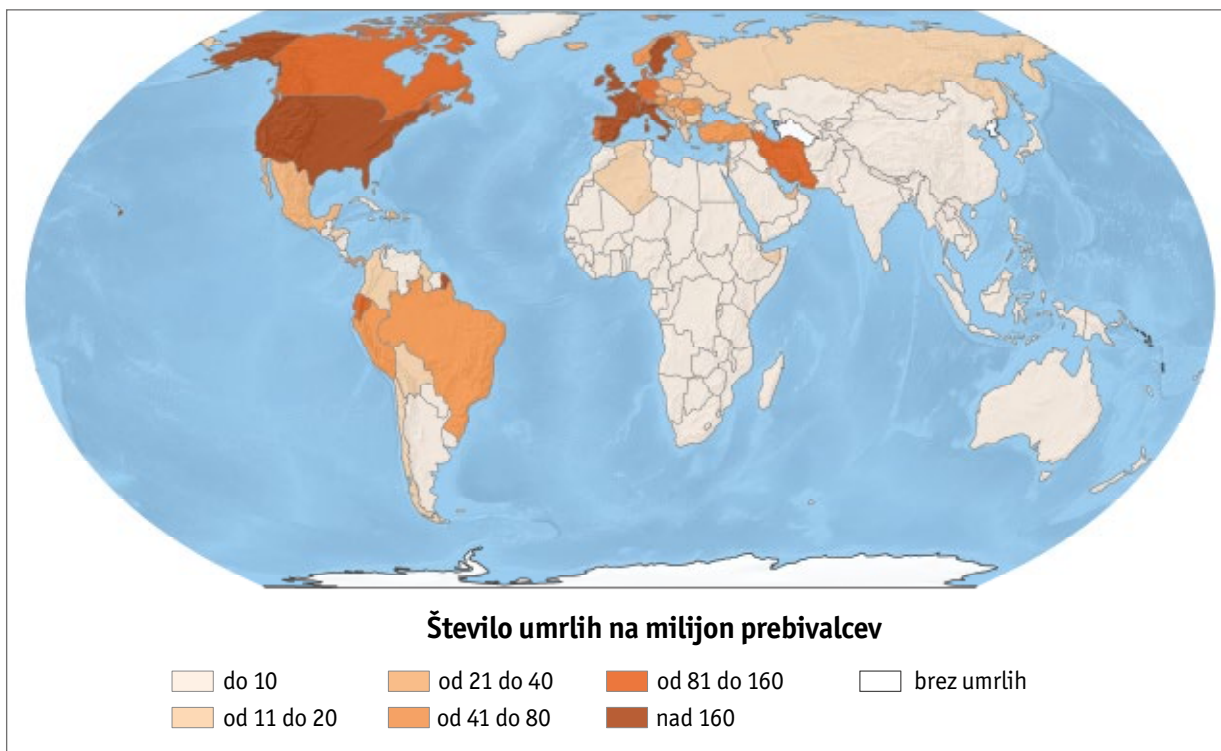 Število umrlih na milijon prebivalcev
do 10 od 21 do 40 od 81 do 160 brez umrlih
od 11 do 20 od 41 do 80 nad 160